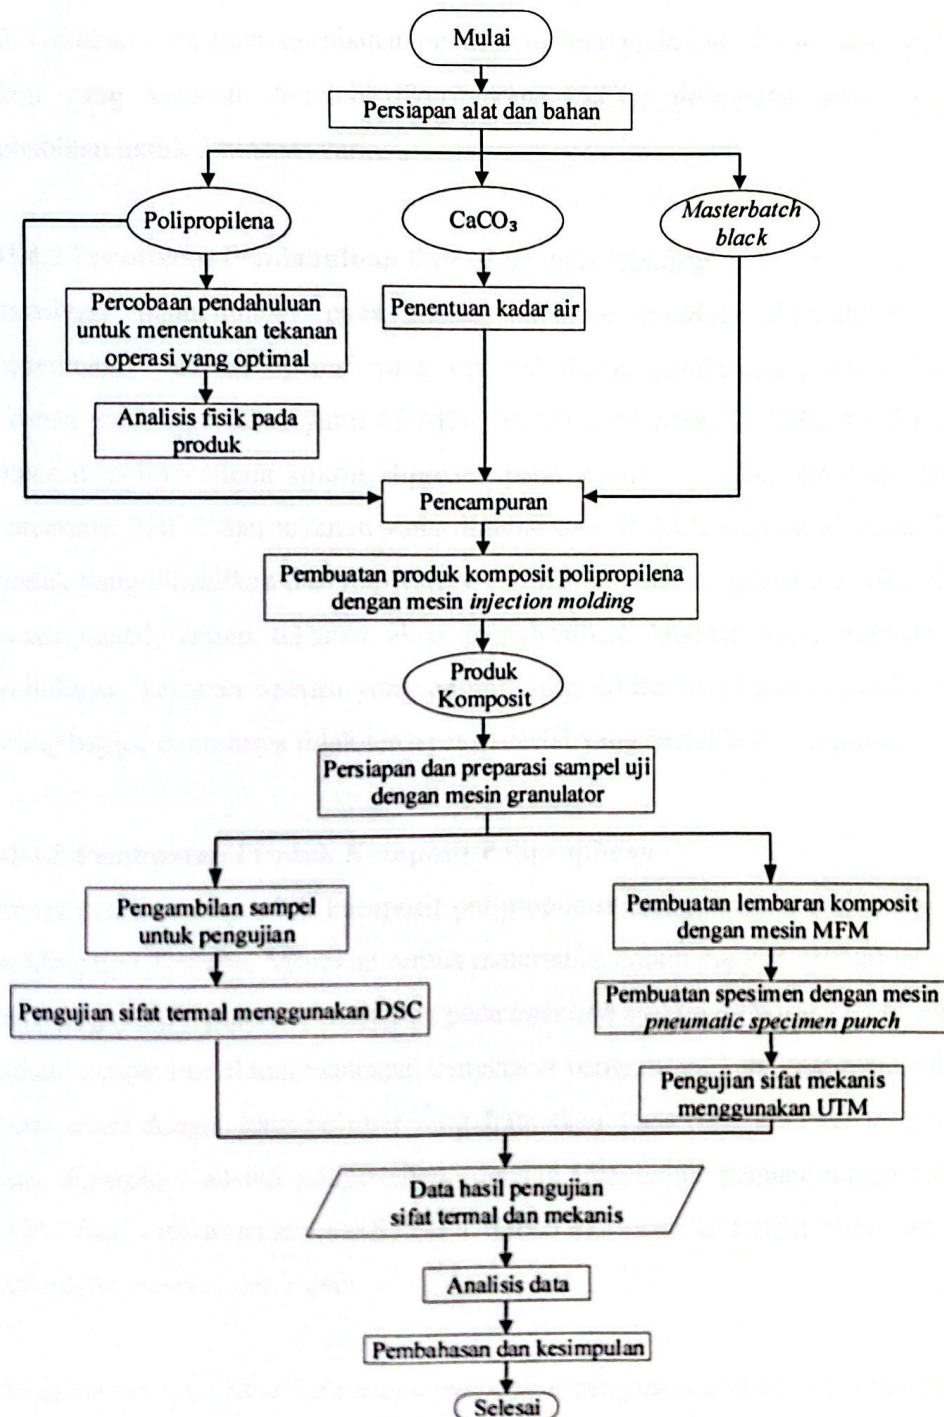 Mulai
Persiapan alat dan bahan
Polipropilena
CaCO₃
Masterbatch
black
Percobaan pendahuluan
untuk menentukan tekanan
operasi yang optimal
Penentuan kadar air
Analisis fisik pada
produk
Pencampuran
Pembuatan produk komposit polipropilena
dengan mesin injection molding
Produk
Komposit
Persiapan dan preparasi sampel uji
dengan mesin granulator
Pengambilan sampel
untuk pengujian
Pembuatan lembaran komposit
dengan mesin MFM
Pengujian sifat termal menggunakan DSC
Pembuatan spesimen dengan mesin
pneumatic specimen punch
Pengujian sifat mekanis
menggunakan UTM
Data hasil pengujian
sifat termal dan mekanis
Analisis data
Pembahasan dan kesimpulan
Selesai